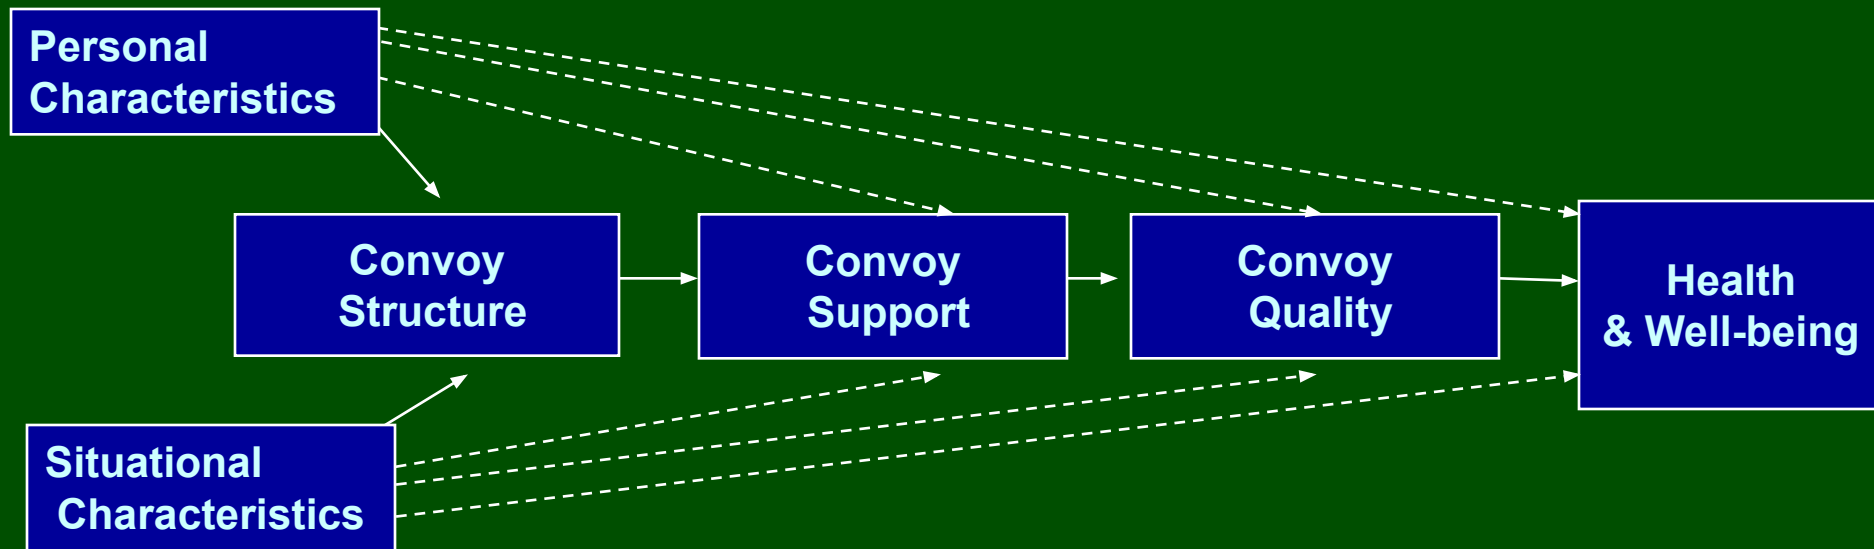 Personal
Characteristics
Convoy
Structure
Convoy
Support
Convoy
Quality
Health
& Well-being
Situational
Characteristics